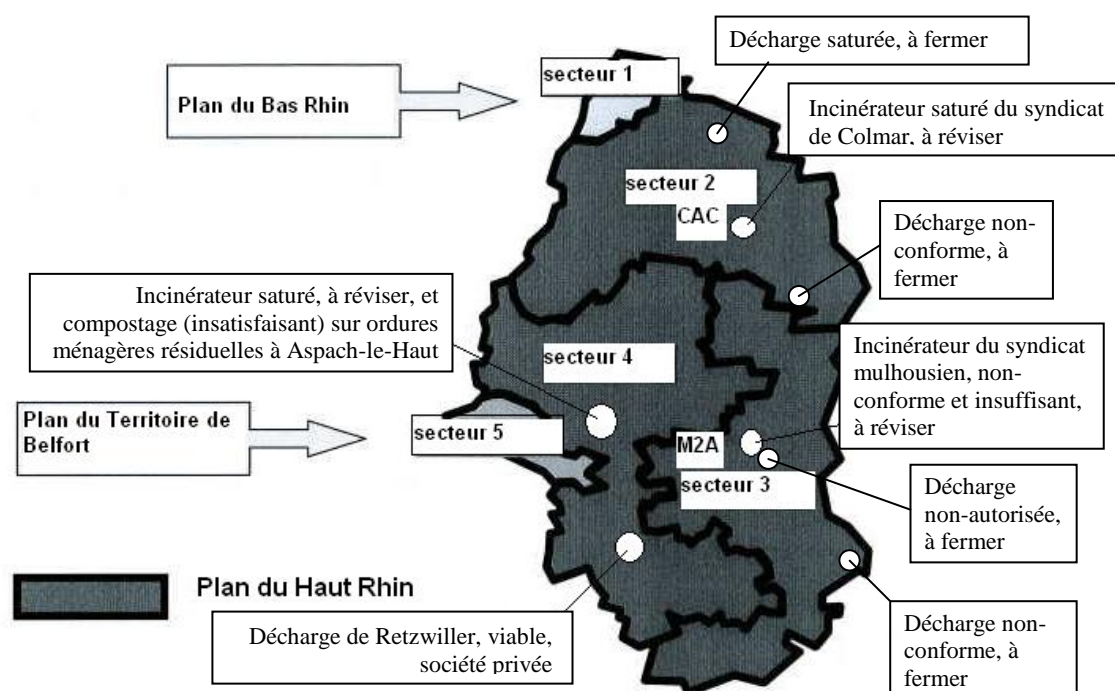 Décharge saturée, à fermer
secteur 1
Plan du Bas Rhin
Incinérateur saturé du syndicat
de Colmar, à réviser
secteur 2
CAC
Décharge non-
conforme, à
fermer
Incinérateur saturé, à réviser, et
compostage (insatisfaisant) sur ordures
ménagères résiduelles à Aspach-le-Haut
secteur 4
Incinérateur du syndicat
mulhousien, non-
conforme et insuffisant,
à réviser
Plan du Territoire de
Belfort
secteur 5
M2A
secteur 3
Décharge
non-autorisée,
à fermer
Plan du Haut Rhin
Décharge de Retzwiller, viable,
société privée
Décharge non-
conforme, à
fermer